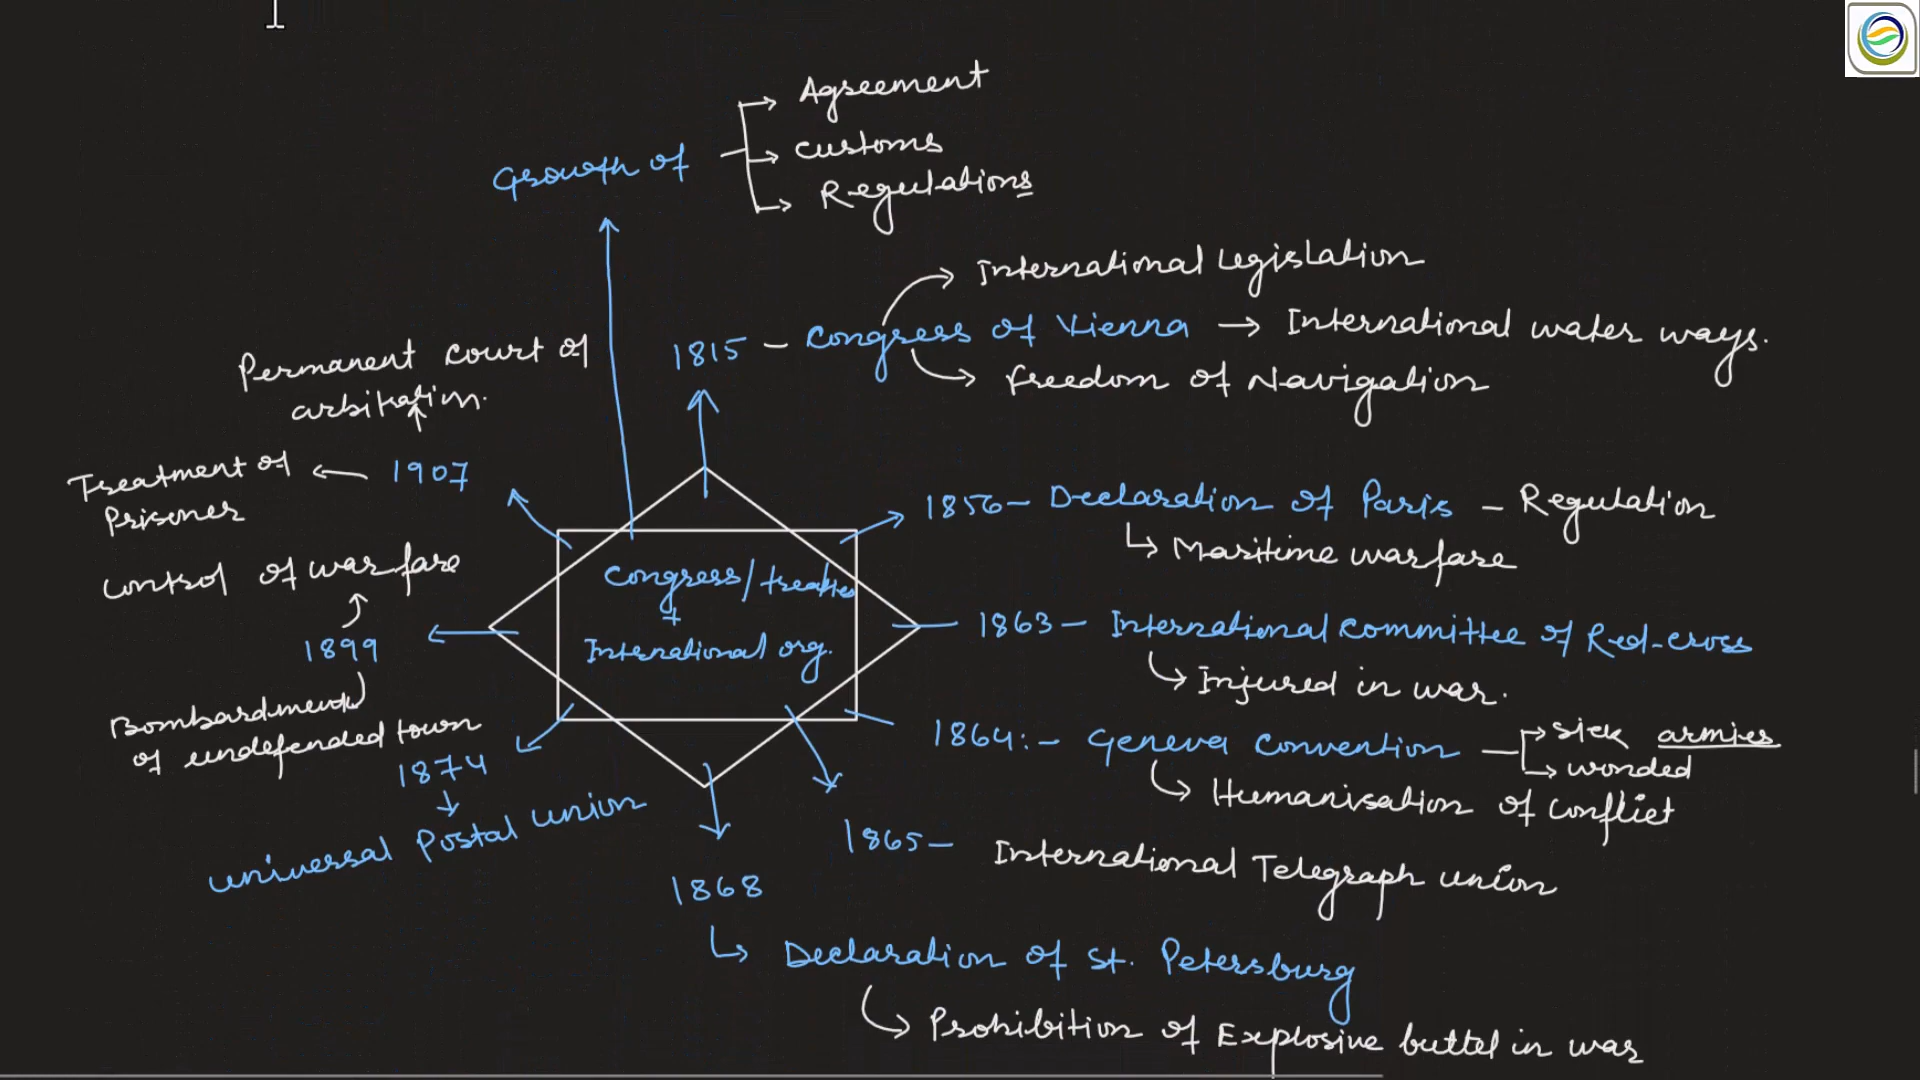 Agreement
Growth of
customs
Regulations
International Legislation
1815 - Congress of Vienna → International water ways.
freedom of Navigation
Permanent court of
arbitration.
1907
Treatment of
Prisoner
1856 - Declaration of Paris - Regulation
Maritime warfare
Control of warfare
Congress/treaties
+
International org.
1863 - International Committee of Red-cross
Injured in war.
1899
Bombardment
of undefended town
1864:- Geneva Convention
sick armies
wonded
Humanisation of Conflict
1874
Universal Postal Union
1865- International Telegraph Union
1868
Declaration of St. Petersburg
Prohibition of Explosive buttel in war